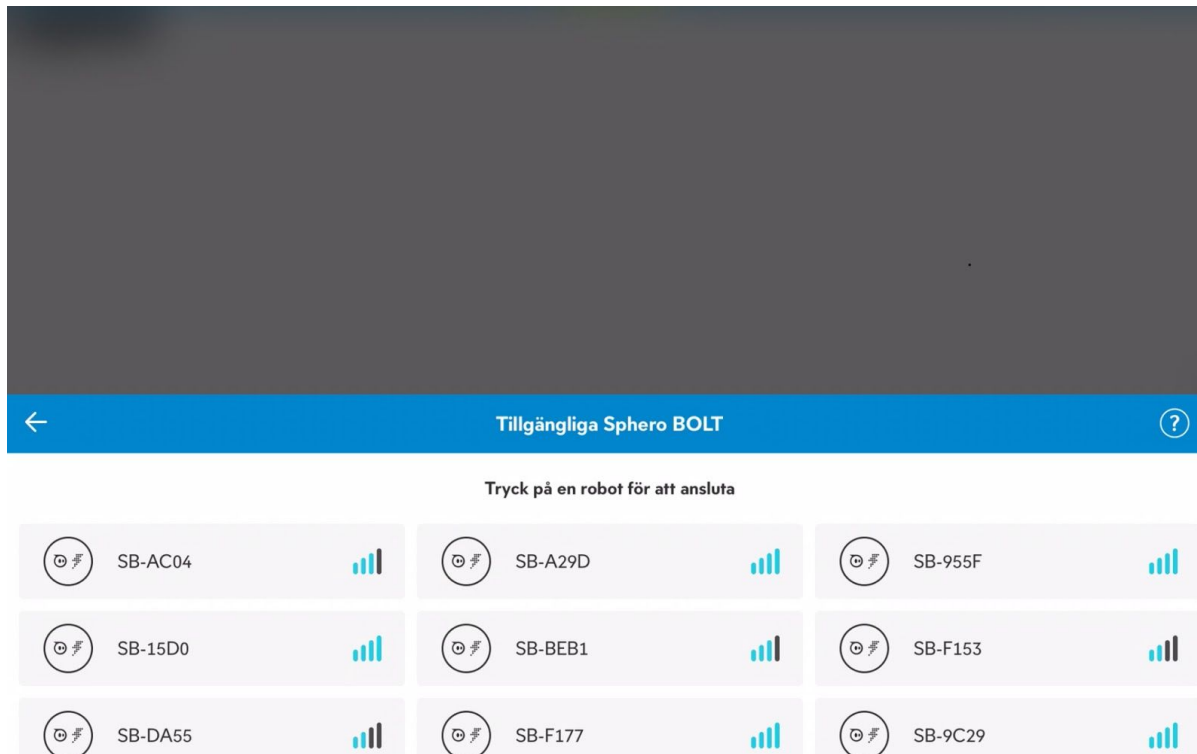 Tillgängliga Sphero BOLT
?
Tryck på en robot för att ansluta
SB-AC04 SB-A29D SB-955F
SB-15D0 SB-BEB1 SB-F153
SB-DA55 SB-F177 SB-9C29